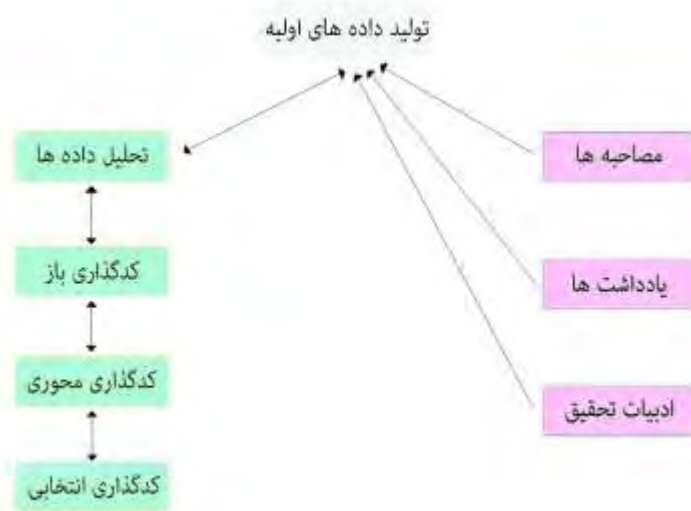 تولید داده های اولیه
مصاحبه ها
تحلیل داده ها
یادداشت ها
کدگذاری باز
ادبیات تحقیق
کدگذاری محوری
کدگذاری انتخابی